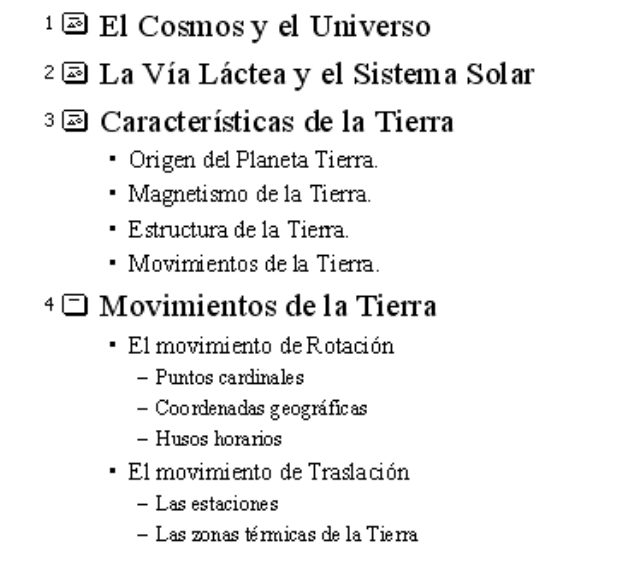 1 El Cosmos y el Universo
2 La Vía Láctea y el Sistema Solar
3 Características de la Tierra
▪ Origen del Planeta Tierra.
▪ Magnetismo de la Tierra.
▪ Estructura de la Tierra.
▪ Movimientos de la Tierra.
4 Movimientos de la Tierra
▪ El movimiento de Rotación
– Puntos cardinales
– Coordenadas geográficas
– Husos horarios
▪ El movimiento de Traslación
– Las estaciones
– Las zonas térmicas de la Tierra